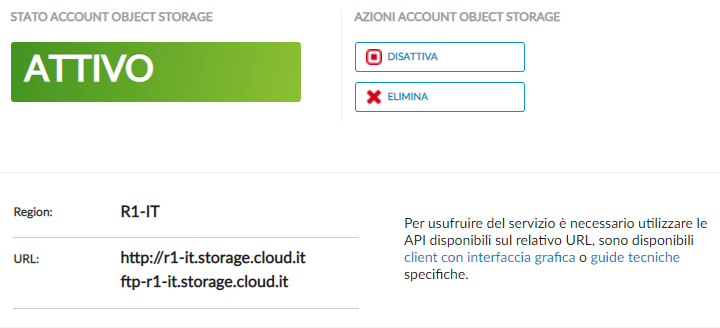 STATO ACCOUNT OBJECT STORAGE
ATTIVO
AZIONI ACCOUNT OBJECT STORAGE
DISATTIVA
ELIMINA
Region: R1-IT
URL: http://r1-it.storage.cloud.it
ftp-r1-it.storage.cloud.it
Per usufruire del servizio è necessario utilizzare le
API disponibili sul relativo URL, sono disponibili
client con interfaccia grafica o guide tecniche
specifiche.